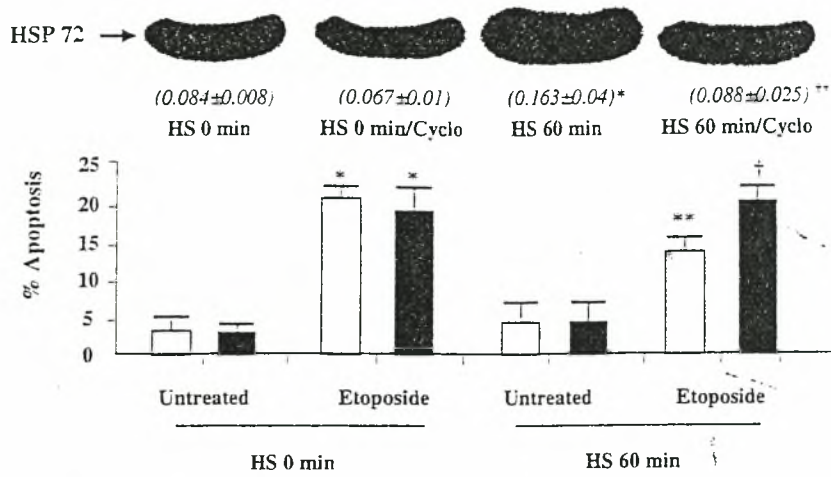 HSP 72 →
(0.084±0.008) (0.067±0.01) (0.163±0.04)* (0.088±0.025)††
HS 0 min HS 0 min/Cyclo HS 60 min HS 60 min/Cyclo
% Apoptosis
25
20
15
10
5
0
* * ** †
Untreated Etoposide Untreated Etoposide
HS 0 min HS 60 min